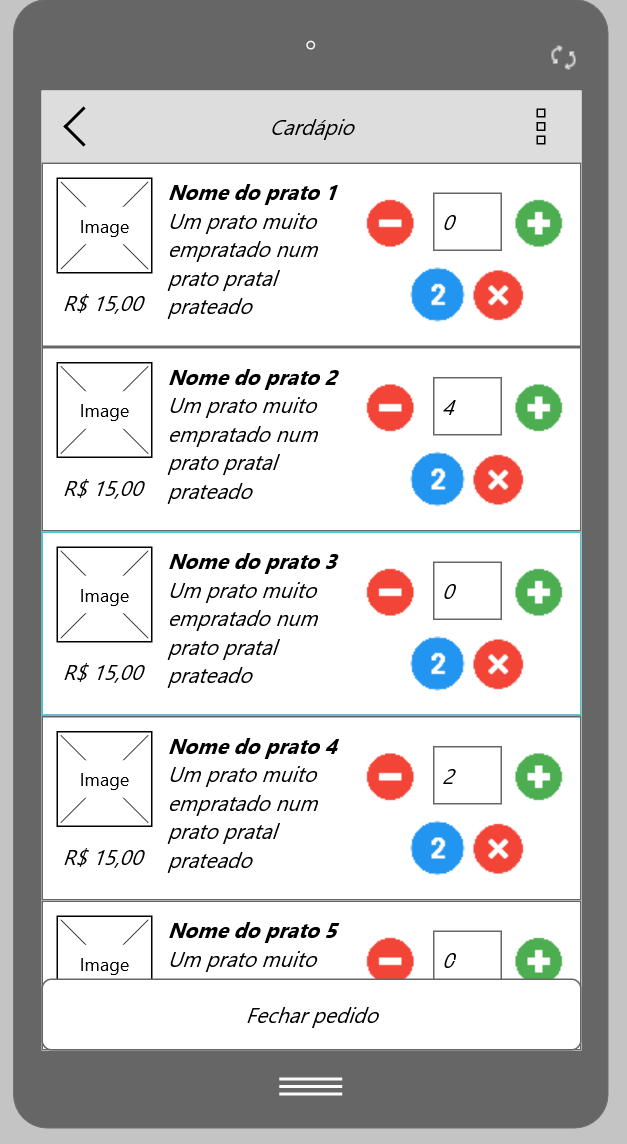 Cardápio
Nome do prato 1
Um prato muito
empratado num
prato pratal
prateado
Image
R$ 15,00
0
2
Nome do prato 2
Um prato muito
empratado num
prato pratal
prateado
Image
R$ 15,00
4
2
Nome do prato 3
Um prato muito
empratado num
prato pratal
prateado
Image
R$ 15,00
0
2
Nome do prato 4
Um prato muito
empratado num
prato pratal
prateado
Image
R$ 15,00
2
2
Nome do prato 5
Um prato muito
Image
0
Fechar pedido